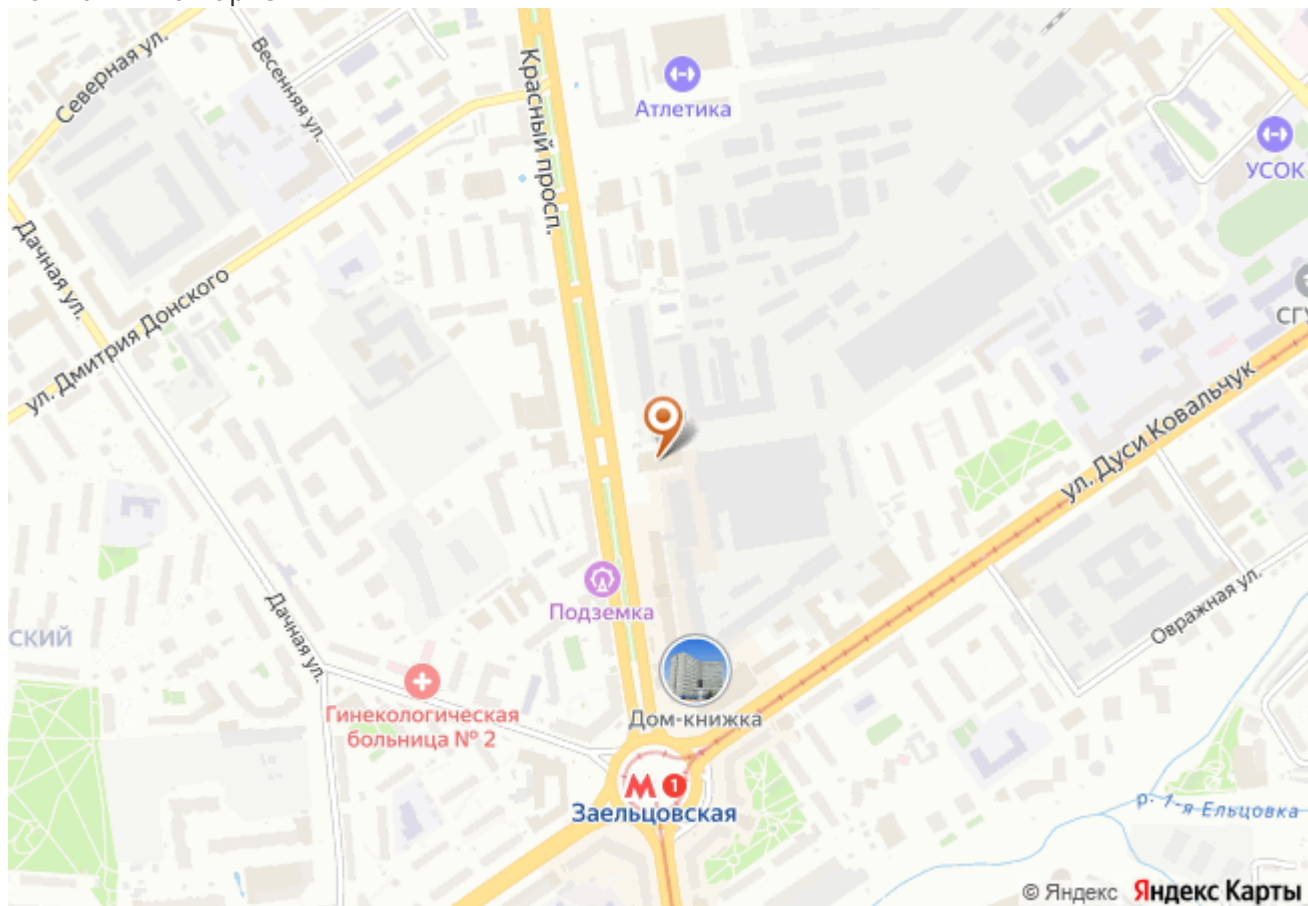 Северная ул.
Весенняя ул.
Красный просп.
Атлетика
УСОК
Дачная ул.
ул. Дмитрия Донского
СГУ
ул. Дуси Ковальчук
Подземка
Овражная ул.
СКИЙ
Дачная ул.
Гинекологическая
больница № 2
Дом-книжка
М 1
Заельцовская
р. 1-я Ельцовка
© Яндекс Яндекс Карты